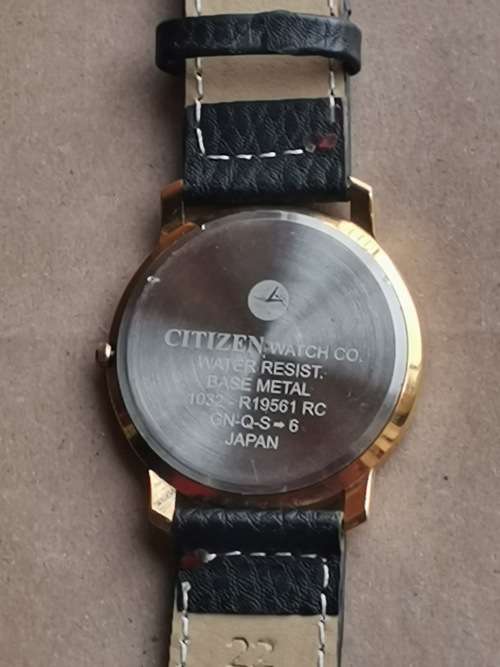 CITIZEN WATCH CO.
WATER RESIST.
BASE METAL
1032 - R19561 RC
GN-Q-S➡6
JAPAN
22